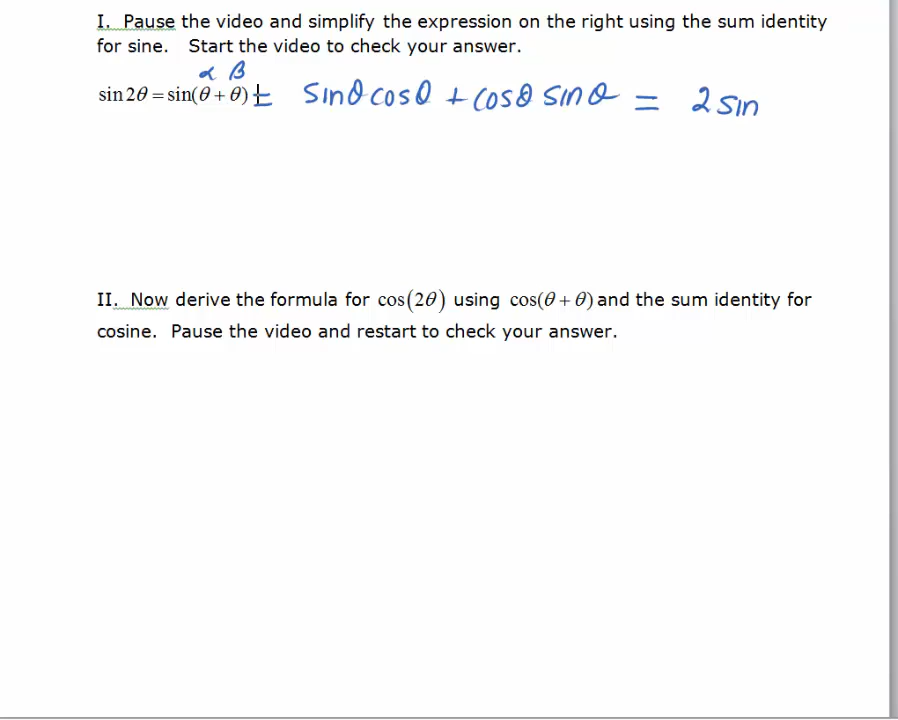 I. Pause the video and simplify the expression on the right using the sum identity
for sine. Start the video to check your answer.
α β
sin 2θ = sin(θ + θ) = sinθ cosθ + cosθ sinθ = 2 sin
II. Now derive the formula for cos(2θ) using cos(θ + θ) and the sum identity for
cosine. Pause the video and restart to check your answer.